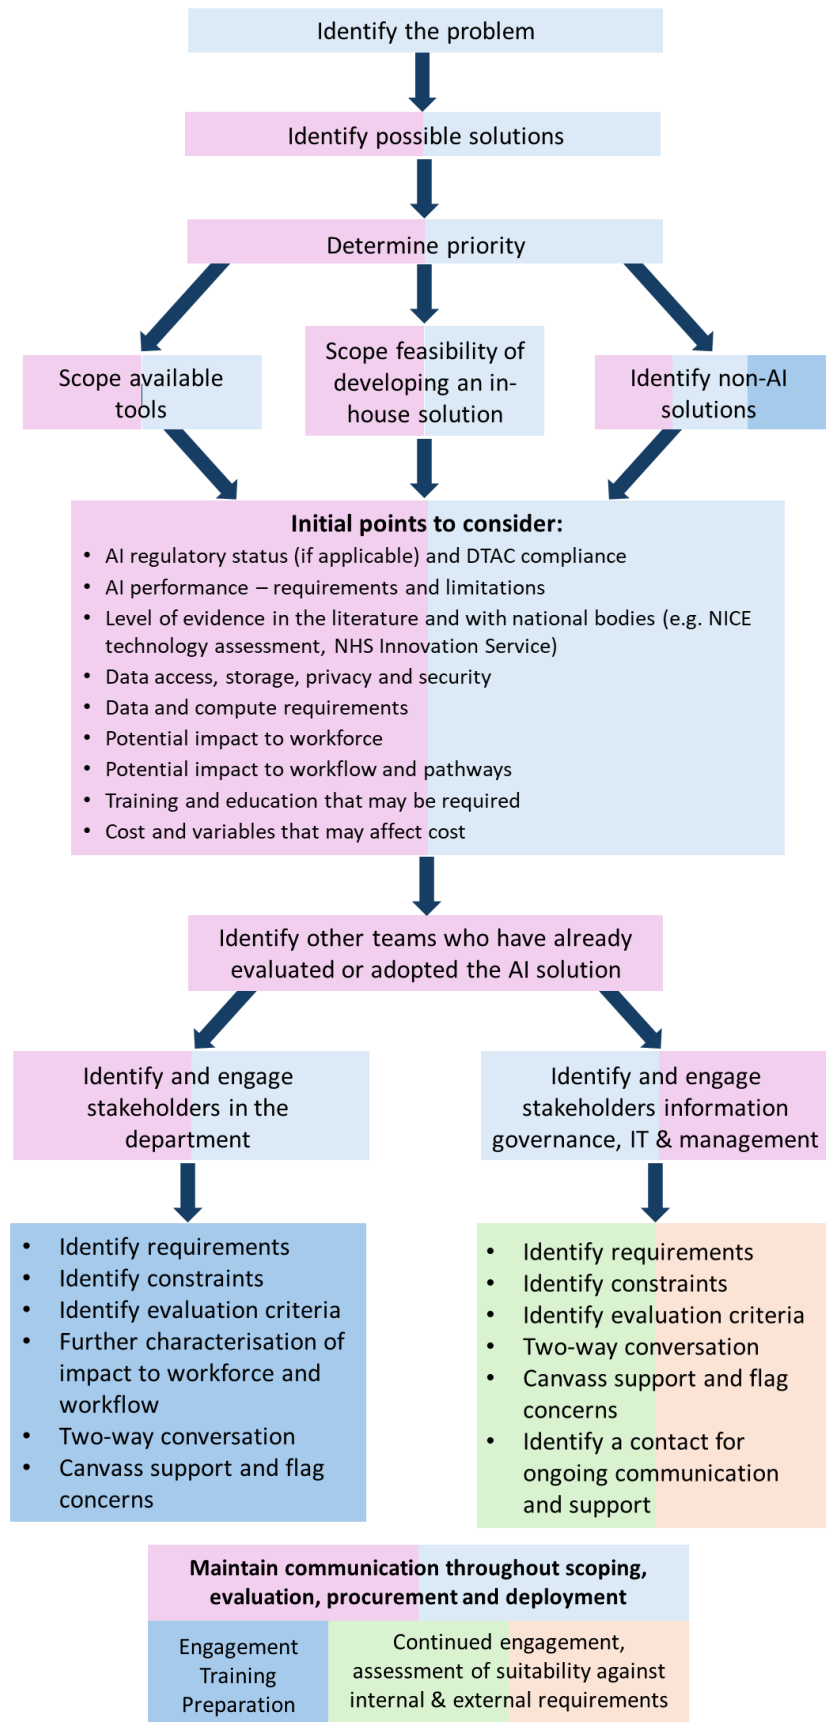 Identify the problem
Identify possible solutions
Determine priority
Scope available
tools
Scope feasibility of
developing an in-
house solution
Identify non-AI
solutions
Initial points to consider:
• AI regulatory status (if applicable) and DTAC compliance
• AI performance – requirements and limitations
• Level of evidence in the literature and with national bodies (e.g. NICE
technology assessment, NHS Innovation Service)
• Data access, storage, privacy and security
• Data and compute requirements
• Potential impact to workforce
• Potential impact to workflow and pathways
• Training and education that may be required
• Cost and variables that may affect cost
Identify other teams who have already
evaluated or adopted the AI solution
Identify and engage
stakeholders in the
department
Identify and engage
stakeholders information
governance, IT & management
• Identify requirements
• Identify constraints
• Identify evaluation criteria
• Further characterisation of
impact to workforce and
workflow
• Two-way conversation
• Canvass support and flag
concerns
• Identify requirements
• Identify constraints
• Identify evaluation criteria
• Two-way conversation
• Canvass support and flag
concerns
• Identify a contact for
ongoing communication
and support
Maintain communication throughout scoping,
evaluation, procurement and deployment
Engagement
Training
Preparation
Continued engagement,
assessment of suitability against
internal & external requirements